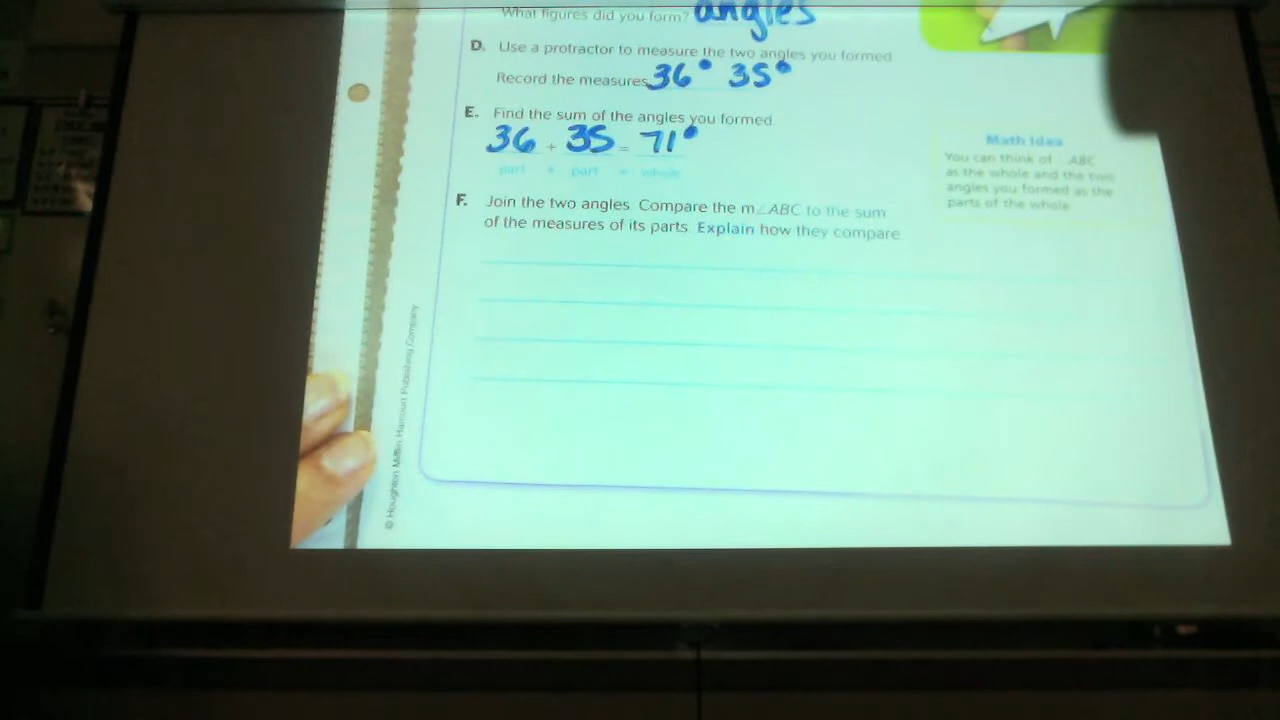 What figures did you form? angles
D. Use a protractor to measure the two angles you formed
Record the measures 36° 35°
E. Find the sum of the angles you formed
36 + 35 = 71°
part + part = whole
F. Join the two angles. Compare the m∠ABC to the sum
of the measures of its parts. Explain how they compare.
Math Idea
You can think of ∠ABC
as the whole and the two
angles you formed as the
parts of the whole
© Houghton Mifflin Harcourt Publishing Company